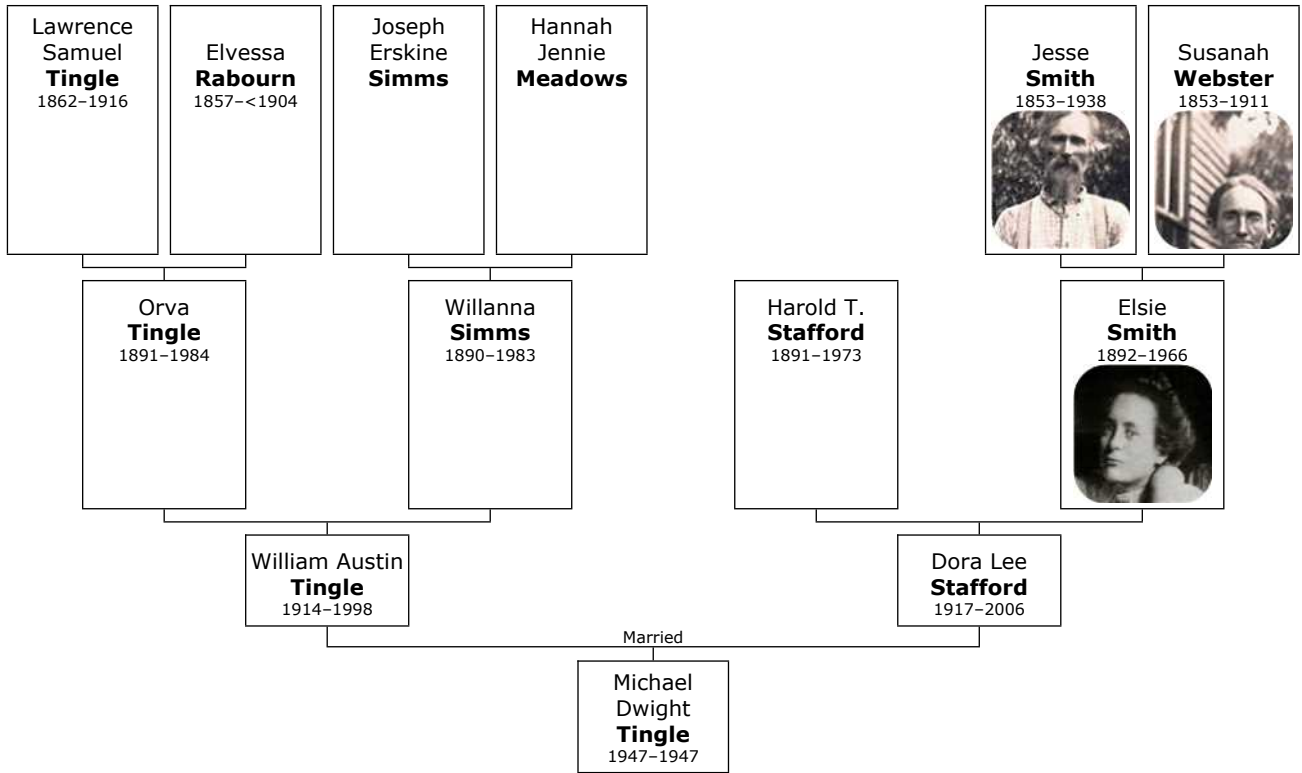 Lawrence
Samuel
Tingle
1862–1916
Elvessa
Rabourn
1857–<1904
Joseph
Erskine
Simms
Hannah
Jennie
Meadows
Jesse
Smith
1853–1938
Susanah
Webster
1853–1911
Orva
Tingle
1891–1984
Willanna
Simms
1890–1983
Harold T.
Stafford
1891–1973
Elsie
Smith
1892–1966
William Austin
Tingle
1914–1998
Dora Lee
Stafford
1917–2006
Married
Michael
Dwight
Tingle
1947–1947